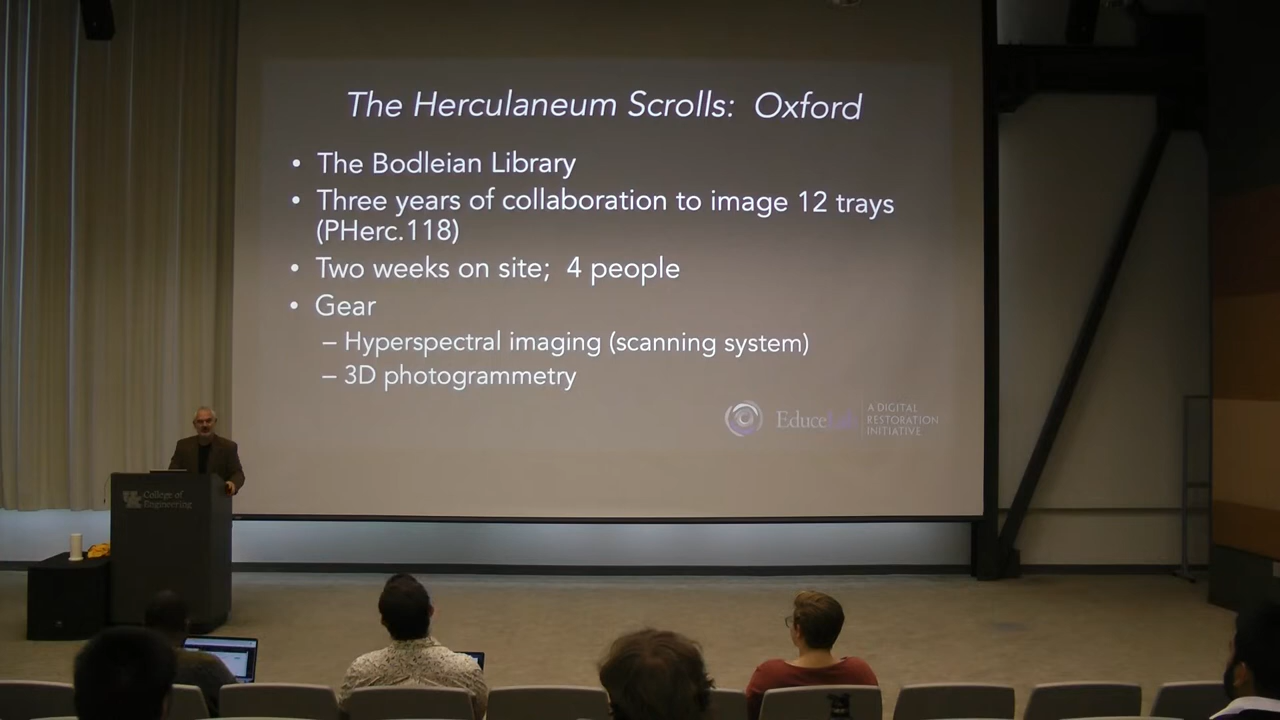 The Herculaneum Scrolls: Oxford
• The Bodleian Library
• Three years of collaboration to image 12 trays
(PHerc.118)
• Two weeks on site; 4 people
• Gear
– Hyperspectral imaging (scanning system)
– 3D photogrammetry
EduceLab
A DIGITAL
RESTORATION
INITIATIVE
UK College of
Engineering